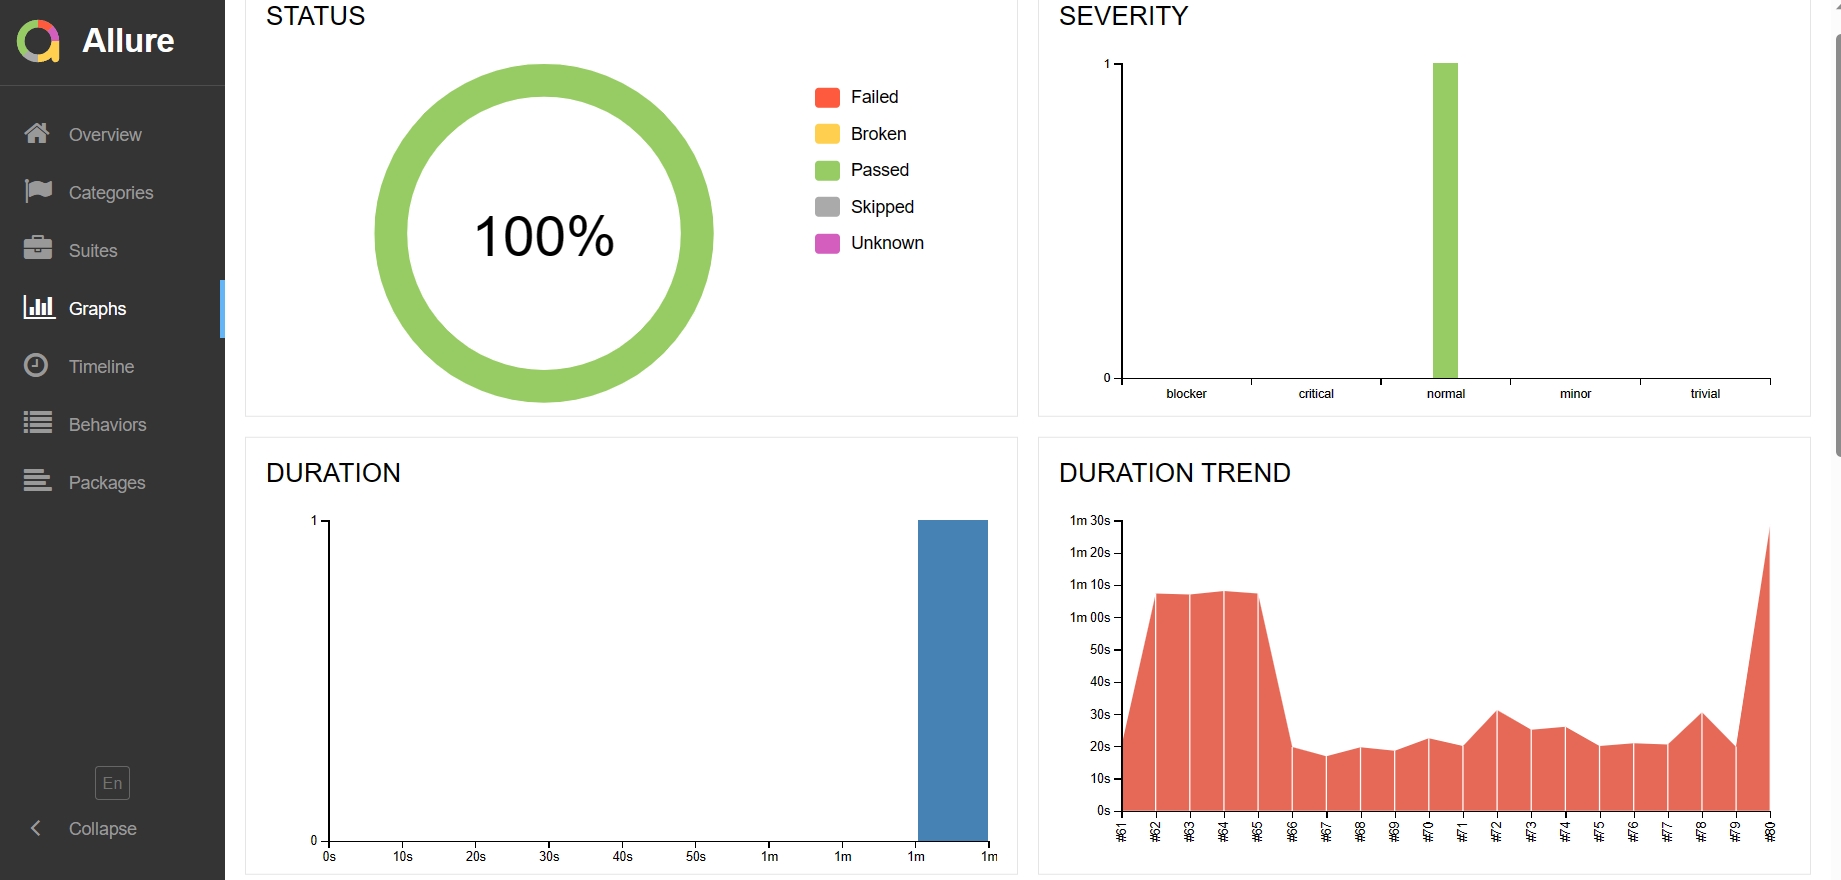 Allure
Overview
Categories
Suites
Graphs
Timeline
Behaviors
Packages
En
Collapse
STATUS
100%
Failed
Broken
Passed
Skipped
Unknown
SEVERITY
1
0
blocker critical normal minor trivial
DURATION
1
0
0s 10s 20s 30s 40s 50s 1m 1m 1m 1m
DURATION TREND
1m 30s
1m 20s
1m 10s
1m 00s
50s
40s
30s
20s
10s
0s
#61 #62 #63 #64 #65 #66 #67 #68 #69 #70 #71 #72 #73 #74 #75 #76 #77 #78 #79 #80